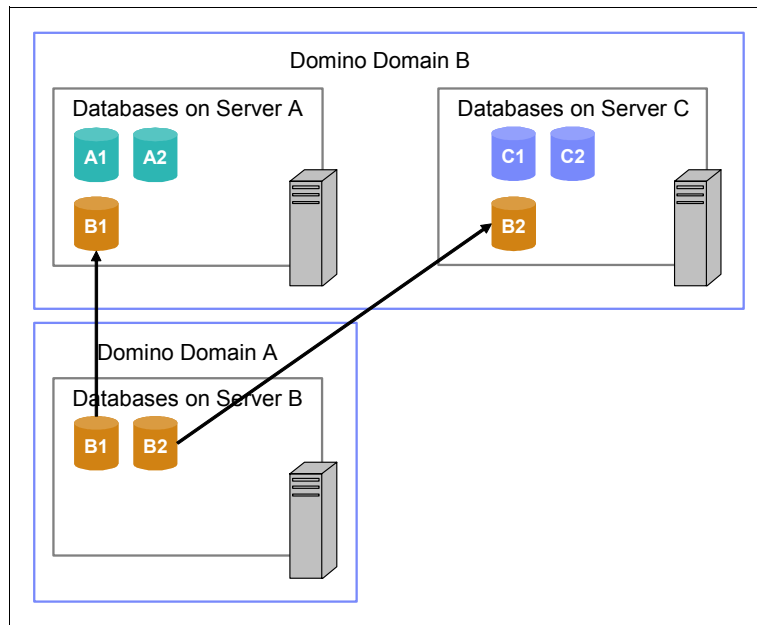 Domino Domain B
Databases on Server A
Databases on Server C
A1 A2
C1 C2
B1
B2
Domino Domain A
Databases on Server B
B1 B2